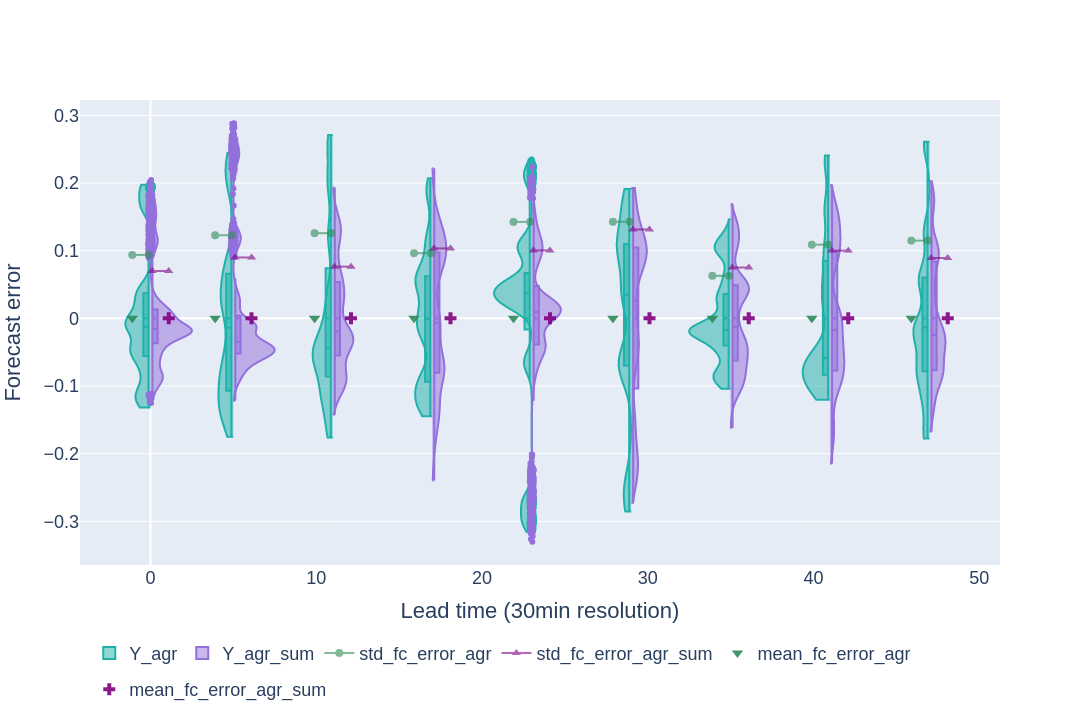 0.3
0.2
0.1
0
−0.1
−0.2
−0.3
Forecast error
0 10 20 30 40 50
Lead time (30min resolution)
Y_agr Y_agr_sum std_fc_error_agr std_fc_error_agr_sum mean_fc_error_agr
mean_fc_error_agr_sum